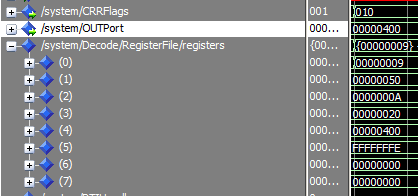 /system/CRRFlags 001 010
/system/OUTPort 000... 00000400
/system/Decode/RegisterFile/registers {00... {00000009}
(0) 000... 00000009
(1) 000... 00000050
(2) 000... 0000000A
(3) 000... 00000020
(4) 000... 00000400
(5) 000... FFFFFFFE
(6) 000... 00000000
(7) 000... 00000000